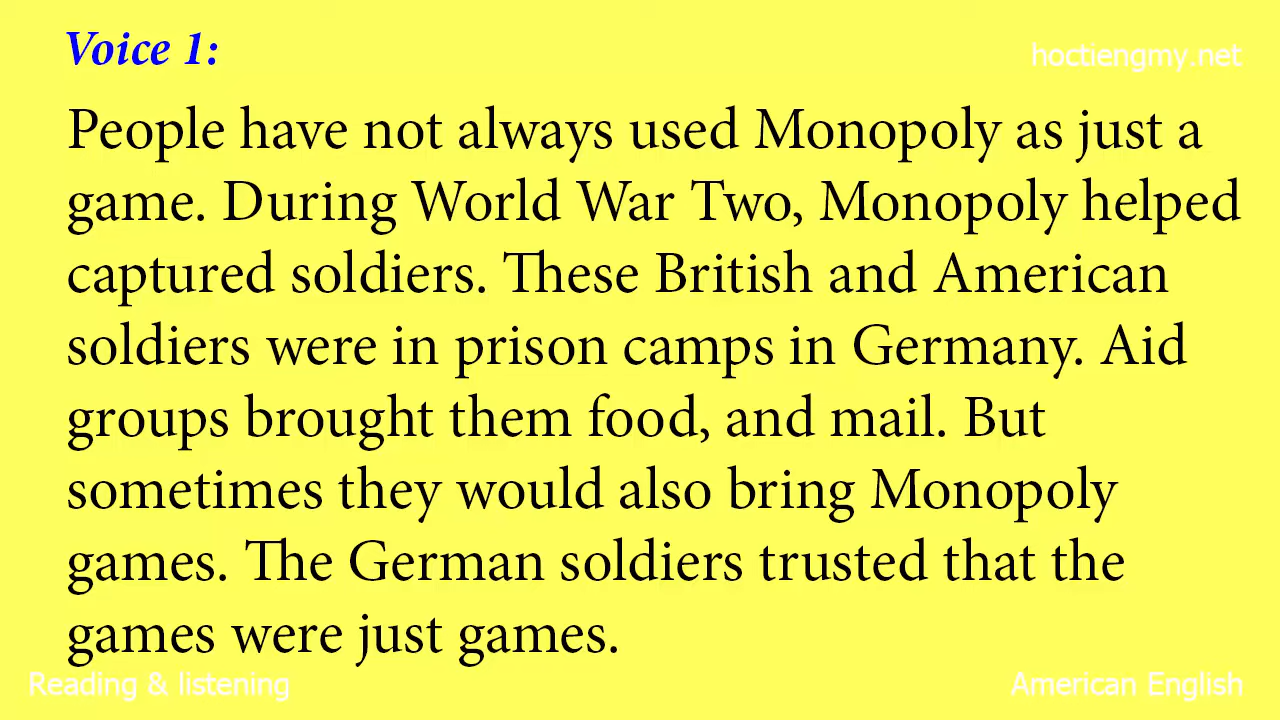 Voice 1:
hoctiengmy.net
People have not always used Monopoly as just a
game. During World War Two, Monopoly helped
captured soldiers. These British and American
soldiers were in prison camps in Germany. Aid
groups brought them food, and mail. But
sometimes they would also bring Monopoly
games. The German soldiers trusted that the
games were just games.
Reading & listening
American English